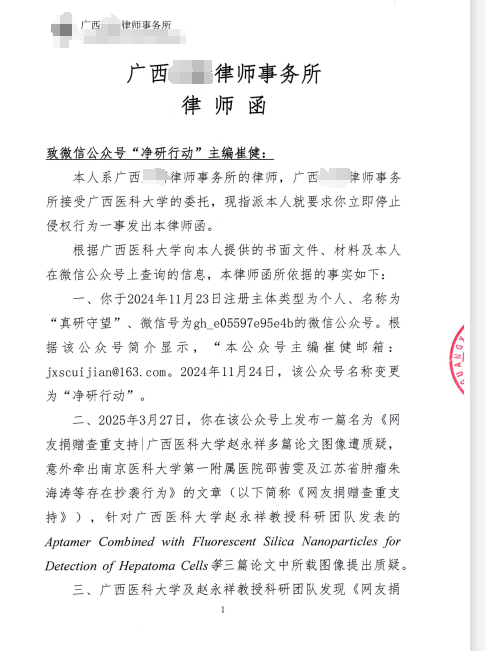 广西 律师事务所
广西 律师事务所
律 师 函
致微信公众号“净研行动”主编崔健：
本人系广西 律师事务所的律师，广西 律师事务
所接受广西医科大学的委托，现指派本人就要求你立即停止
侵权行为一事发出本律师函。
根据广西医科大学向本人提供的书面文件、材料及本人
在微信公众号上查询的信息，本律师函所依据的事实如下：
一、你于2024年11月23日注册主体类型为个人、名称为
“真研守望”、微信号为gh_e05597e95e4b的微信公众号。根
据该公众号简介显示，“本公众号主编崔健邮箱：
jxscuijian@163.com。2024年11月24日，该公众号名称变更
为“净研行动”。
二、2025年3月27日，你在该公众号上发布一篇名为《网
友捐赠查重支持|广西医科大学赵永祥多篇论文图像遭质疑，
意外牵出南京医科大学第一附属医院邵茜雯及江苏省肿瘤朱
海涛等存在抄袭行为》的文章（以下简称《网友捐赠查重支
持》），针对广西医科大学赵永祥教授科研团队发表的
Aptamer Combined with Fluorescent Silica Nanoparticles for
Detection of Hepatoma Cells等三篇论文中所载图像提出质疑。
三、广西医科大学及赵永祥教授科研团队发现《网友捐
1
GUANG